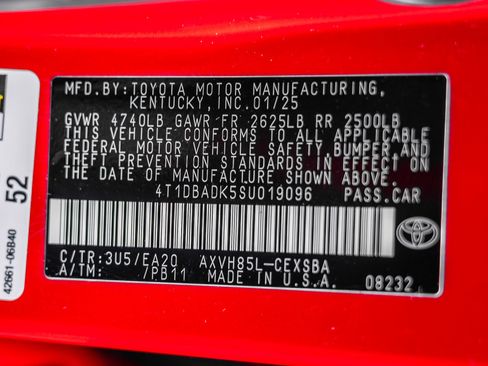 MFD.BY:TOYOTA MOTOR MANUFACTURING,
KENTUCKY,INC.01/25
GVWR 4740LB GAWR FR 2625LB RR 2500LB
THIS VEHICLE CONFORMS TO ALL APPLICABLE
FEDERAL MOTOR VEHICLE SAFETY,BUMPER,AND
THEFT PREVENTION STANDARDS IN EFFECT ON
THE DATE OF MANUFACTURE SHOWN ABOVE.
4T1DBADK5SU019096 PASS.CAR
C/TR:3U5/EA20 AXVH85L-CEXSBA
A/TM: /PB11 MADE IN U.S.A. 08232
TOYOTA
52
42661-06B40